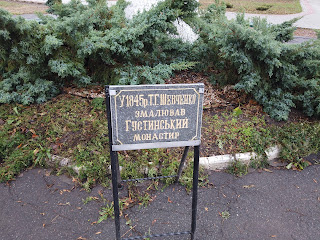 У 1845 р. Т.Г. Шевченко
змалював
Густинський
монастир